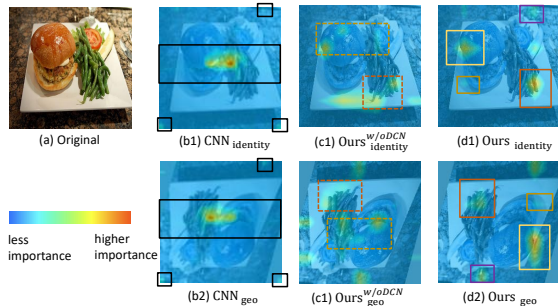 (a) Original
(b1) CNN identity
(c1) Ours w/oDCN identity
(d1) Ours identity
less importance
higher importance
(b2) CNN geo
(c1) Ours w/oDCN geo
(d2) Ours geo